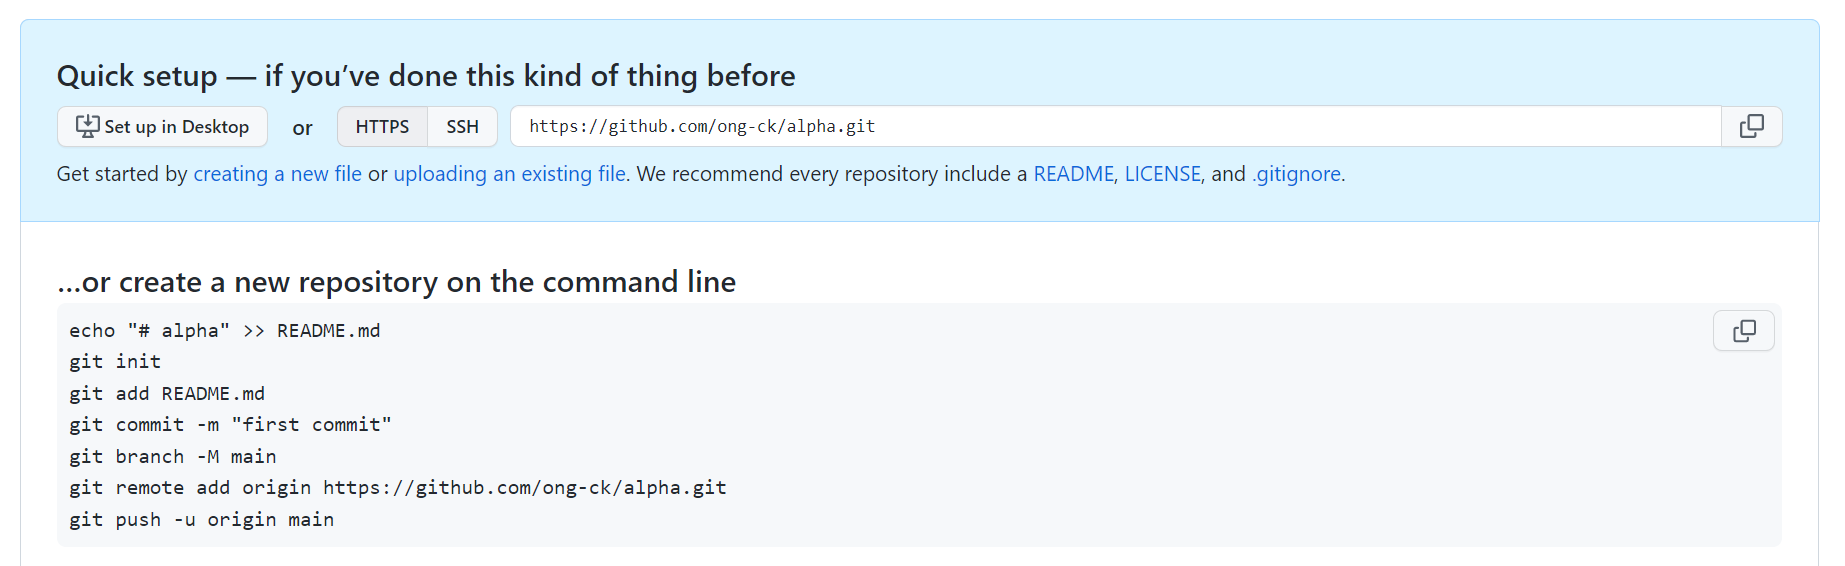 Quick setup — if you’ve done this kind of thing before
Set up in Desktop or HTTPS SSH https://github.com/ong-ck/alpha.git
Get started by creating a new file or uploading an existing file. We recommend every repository include a README, LICENSE, and .gitignore.
…or create a new repository on the command line
echo "# alpha" >> README.md
git init
git add README.md
git commit -m "first commit"
git branch -M main
git remote add origin https://github.com/ong-ck/alpha.git
git push -u origin main